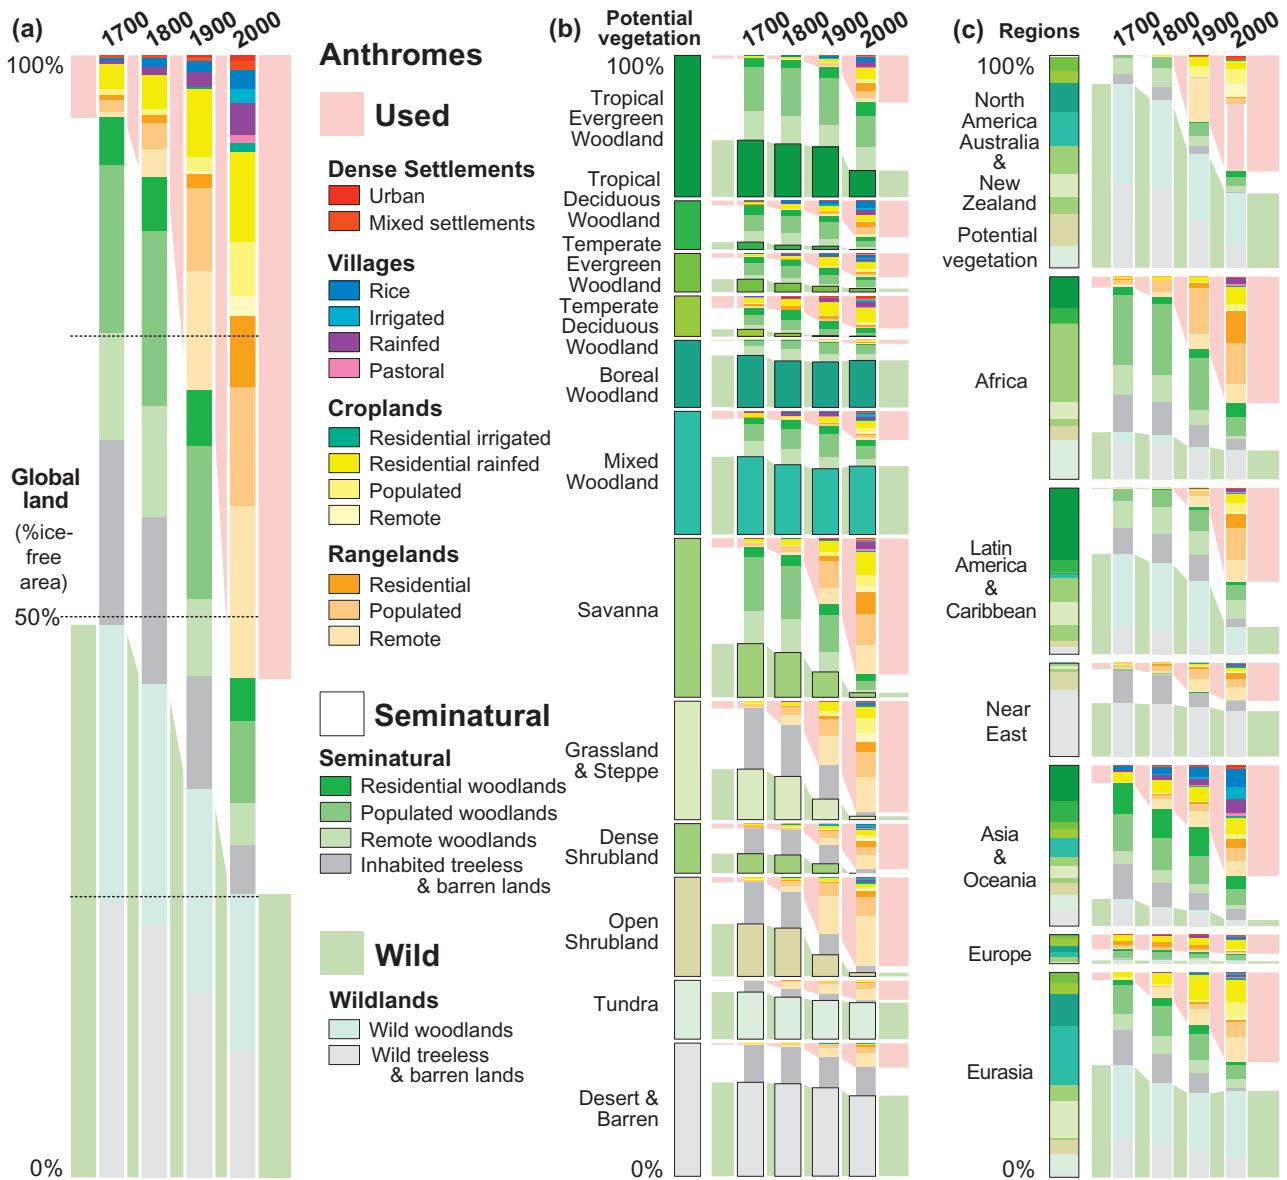 (a)
1700
1800
1900
2000
100%
Global
land
(%ice-
free
area)
50%
0%
Anthromes
Used
Dense Settlements
Urban
Mixed settlements
Villages
Rice
Irrigated
Rainfed
Pastoral
Croplands
Residential irrigated
Residential rainfed
Populated
Remote
Rangelands
Residential
Populated
Remote
Seminatural
Seminatural
Residential woodlands
Populated woodlands
Remote woodlands
Inhabited treeless
& barren lands
Wild
Wildlands
Wild woodlands
Wild treeless
& barren lands
(b)
Potential
vegetation
1700
1800
1900
2000
100%
Tropical
Evergreen
Woodland
Tropical
Deciduous
Woodland
Temperate
Evergreen
Woodland
Temperate
Deciduous
Woodland
Boreal
Woodland
Mixed
Woodland
Savanna
Grassland
& Steppe
Dense
Shrubland
Open
Shrubland
Tundra
Desert &
Barren
0%
(c)
Regions
1700
1800
1900
2000
100%
North
America
Australia
&
New
Zealand
Potential
vegetation
Africa
Latin
America
&
Caribbean
Near
East
Asia
&
Oceania
Europe
Eurasia
0%